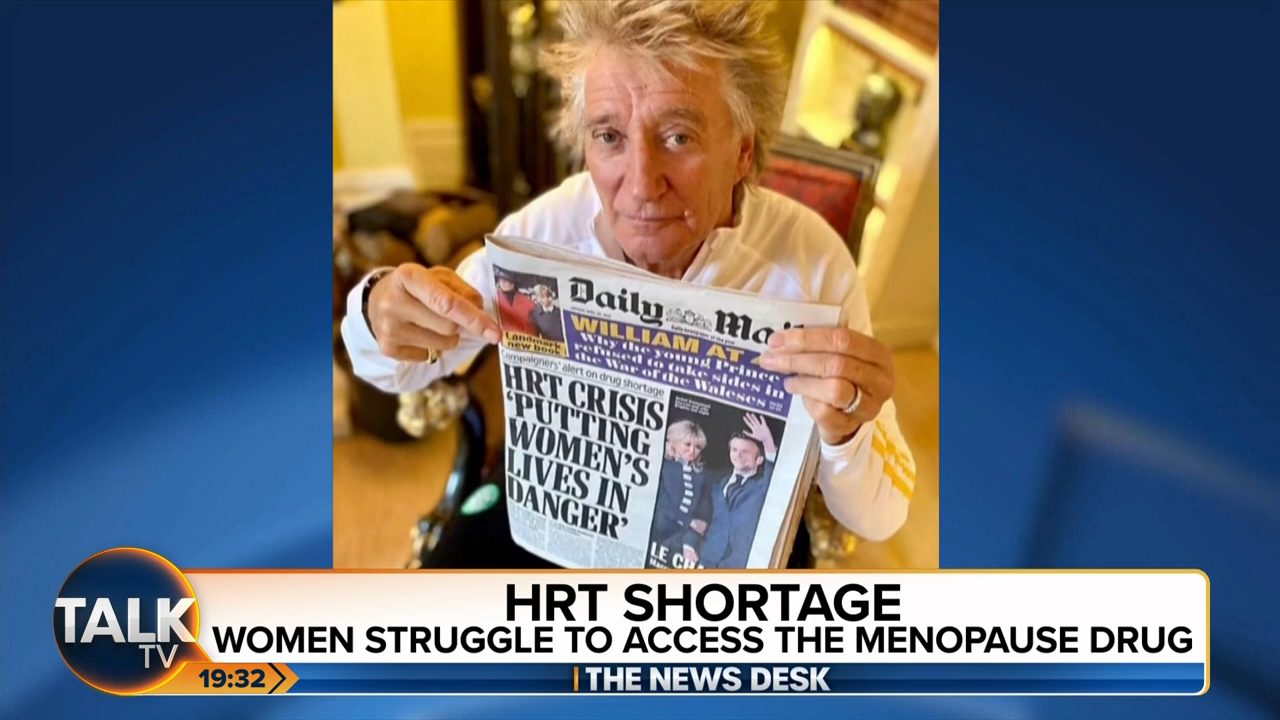 Daily Mail
WILLIAM AT
Why the young Prince
refused to take sides in
the War of the Waleses
Landmark
new book
Campaigners' alert on drug shortage
HRT CRISIS
'PUTTING
WOMEN'S
LIVES IN
DANGER'
LE
HRT SHORTAGE
WOMEN STRUGGLE TO ACCESS THE MENOPAUSE DRUG
TALK
TV
19:32
THE NEWS DESK